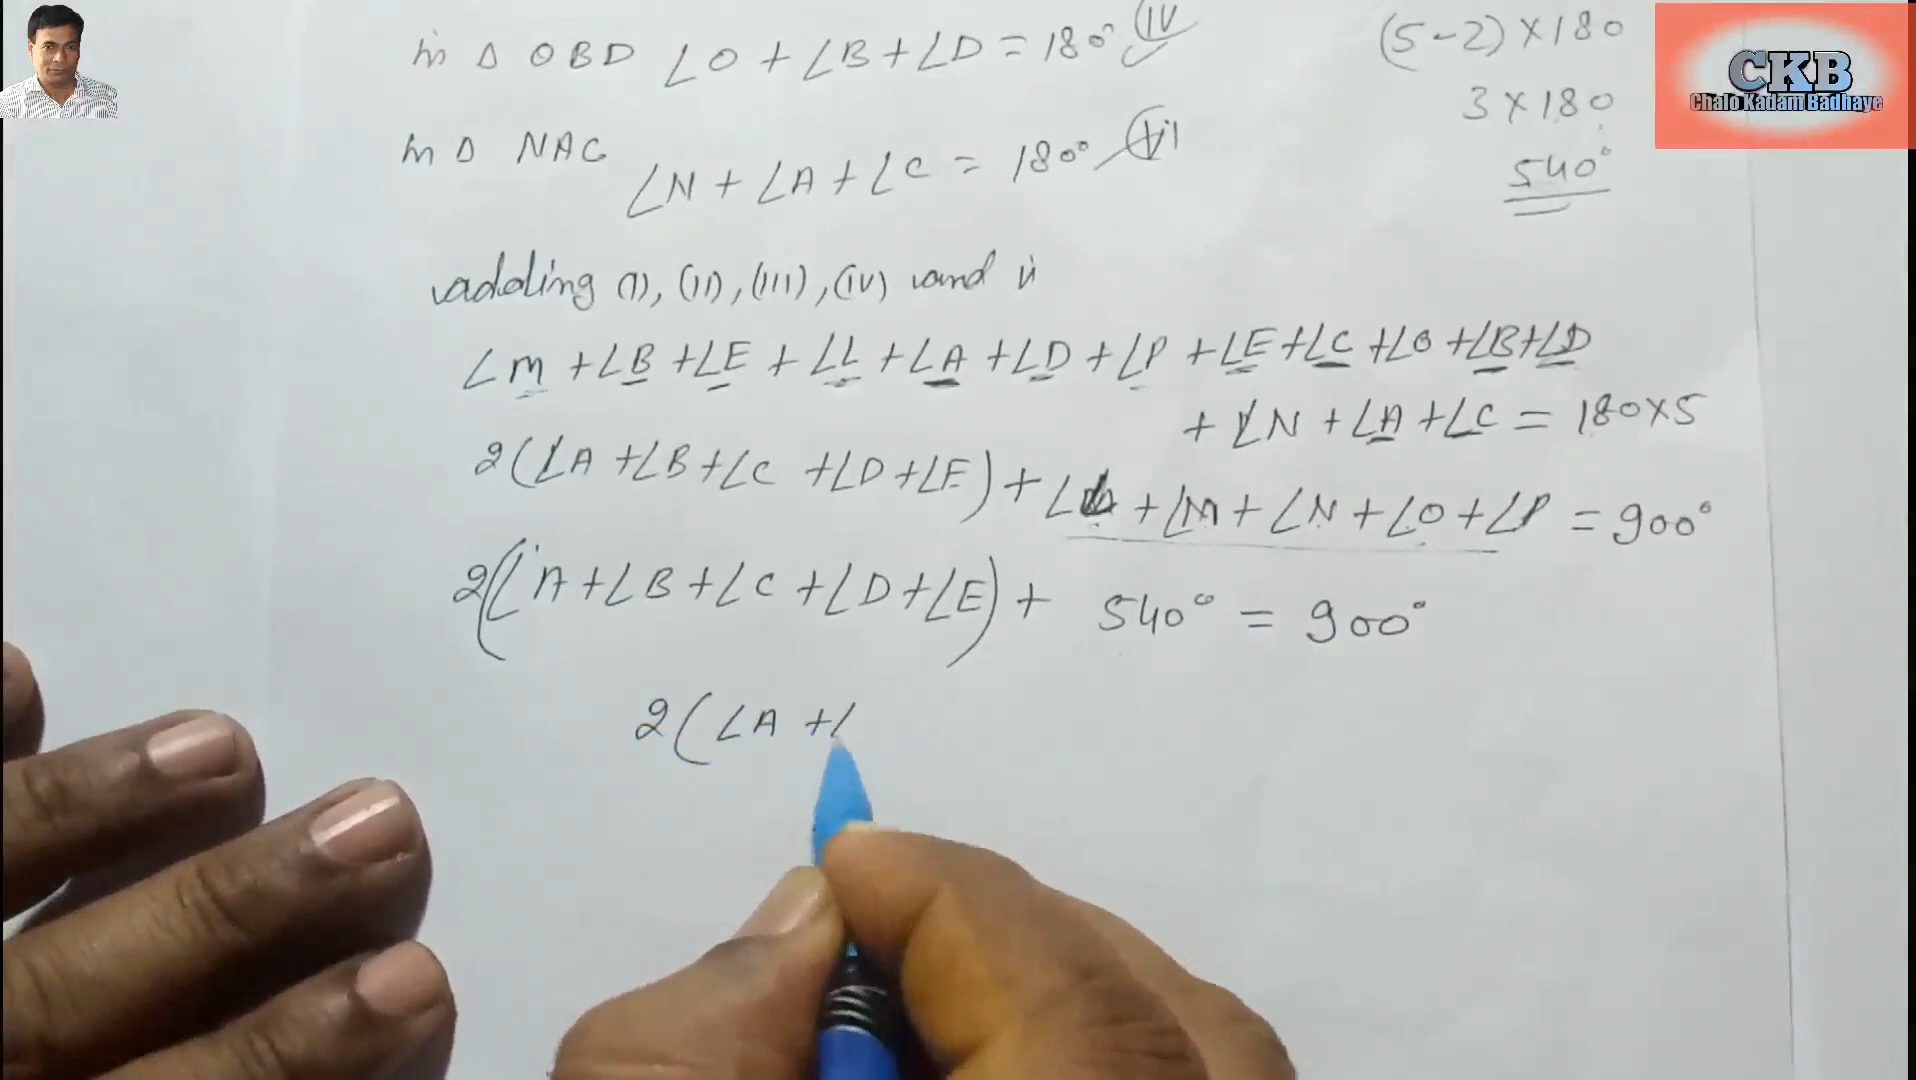 in Δ OBD ∠O + ∠B + ∠D = 180° (iv)
(5-2) × 180
3 × 180
540°
CKB
Chalo Kadam Badhaye
in Δ NAC
∠N + ∠A + ∠C = 180°
adding (i), (ii), (iii), (iv) and v
∠M + ∠B + ∠E + ∠L + ∠A + ∠D + ∠P + ∠E + ∠C + ∠O + ∠B + ∠D
+ ∠N + ∠A + ∠C = 180×5
2(∠A + ∠B + ∠C + ∠D + ∠E) + ∠L + ∠M + ∠N + ∠O + ∠P = 900°
2(∠A + ∠B + ∠C + ∠D + ∠E) + 540° = 900°
2(∠A + ∠